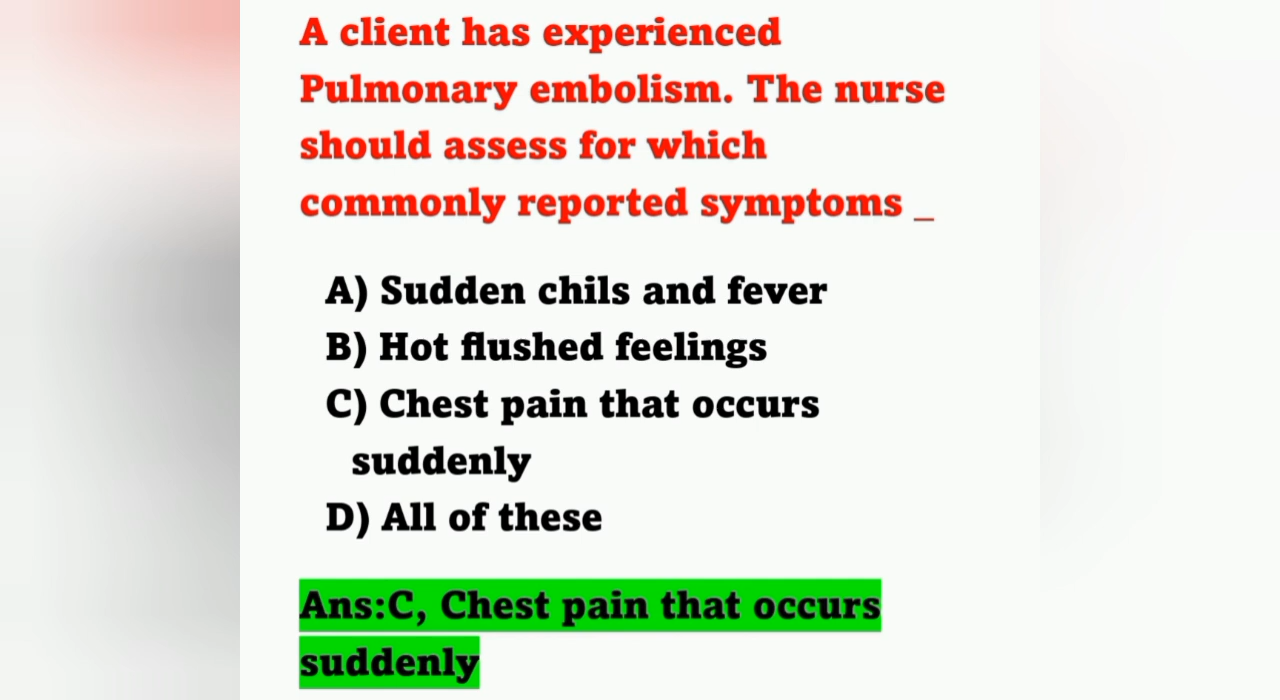 A client has experienced
Pulmonary embolism. The nurse
should assess for which
commonly reported symptoms _
A) Sudden chils and fever
B) Hot flushed feelings
C) Chest pain that occurs
suddenly
D) All of these
Ans:C, Chest pain that occurs
suddenly